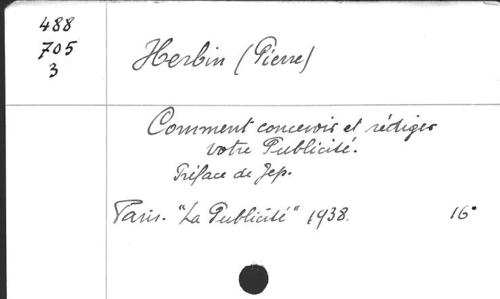 488
705
3
Herbin (Pierre)
Comment concevoir et rédiger
votre Publicité.
Préface de Jep.
Paris. "La Publicité" 1938. 16°